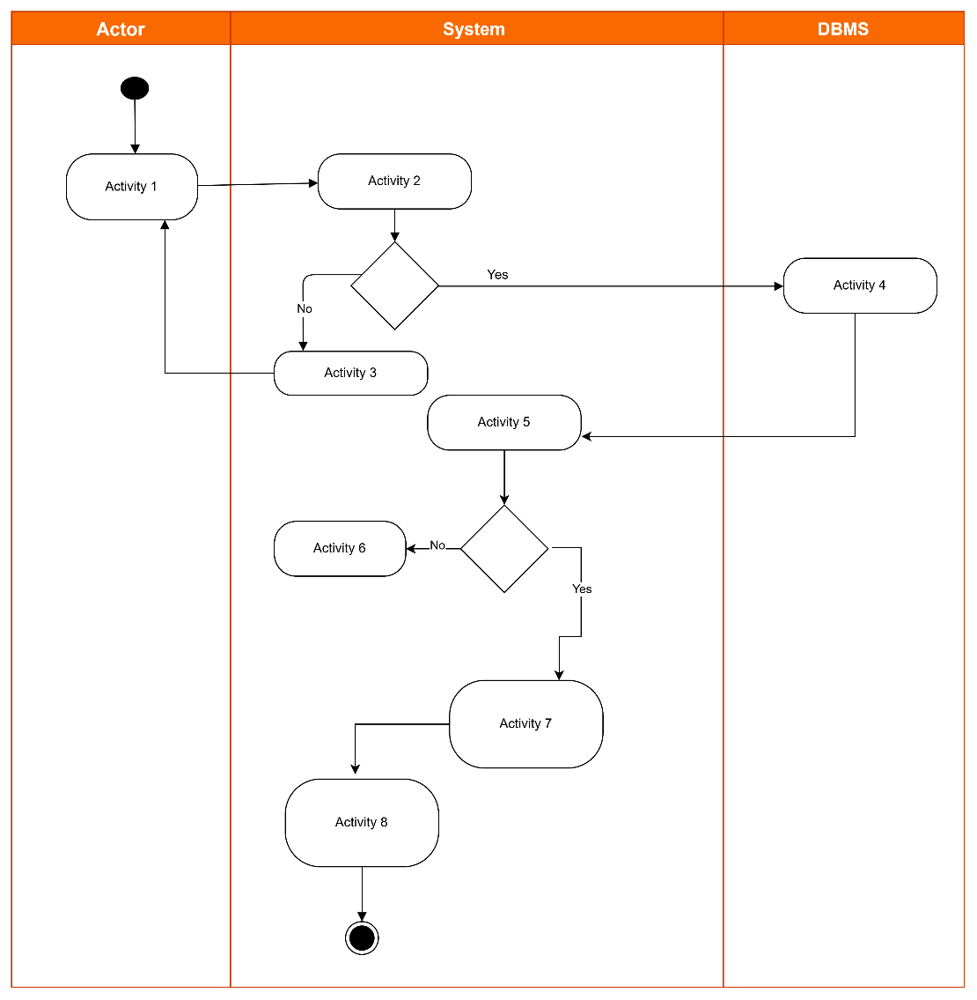 Actor
System
DBMS
Activity 1
Activity 2
Yes
Activity 4
No
Activity 3
Activity 5
Activity 6
No
Yes
Activity 7
Activity 8